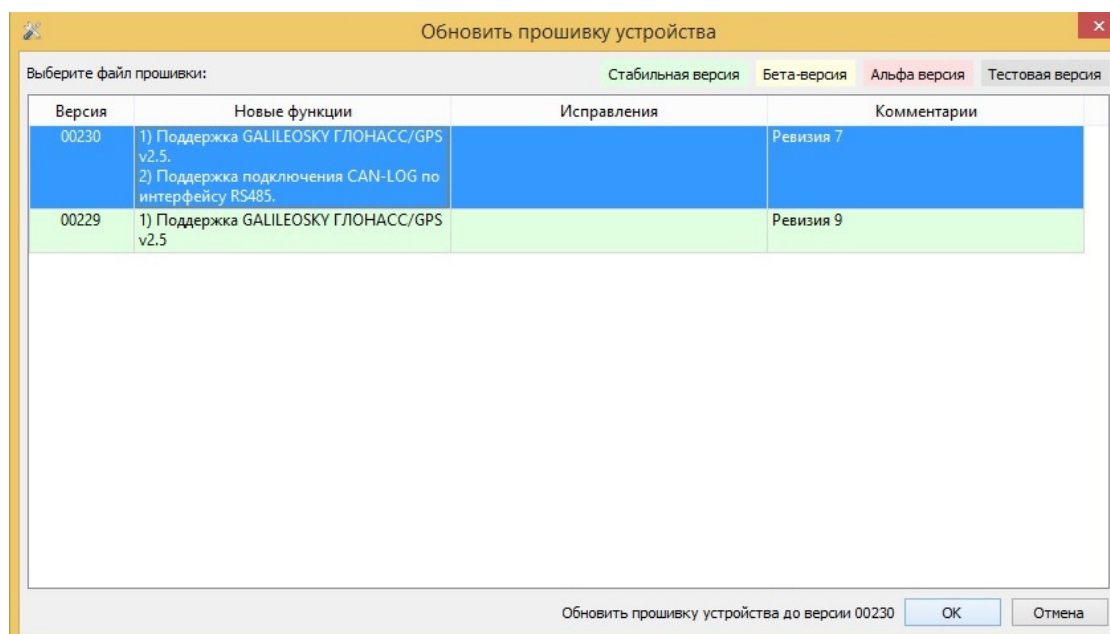 Обновить прошивку устройства
Выберите файл прошивки:
Стабильная версия Бета-версия Альфа версия Тестовая версия
Версия Новые функции Исправления Комментарии
00230 1) Поддержка GALILEOSKY ГЛОНАСС/GPS Ревизия 7
v2.5.
2) Поддержка подключения CAN-LOG по
интерфейсу RS485.
00229 1) Поддержка GALILEOSKY ГЛОНАСС/GPS Ревизия 9
v2.5
Обновить прошивку устройства до версии 00230 OK Отмена